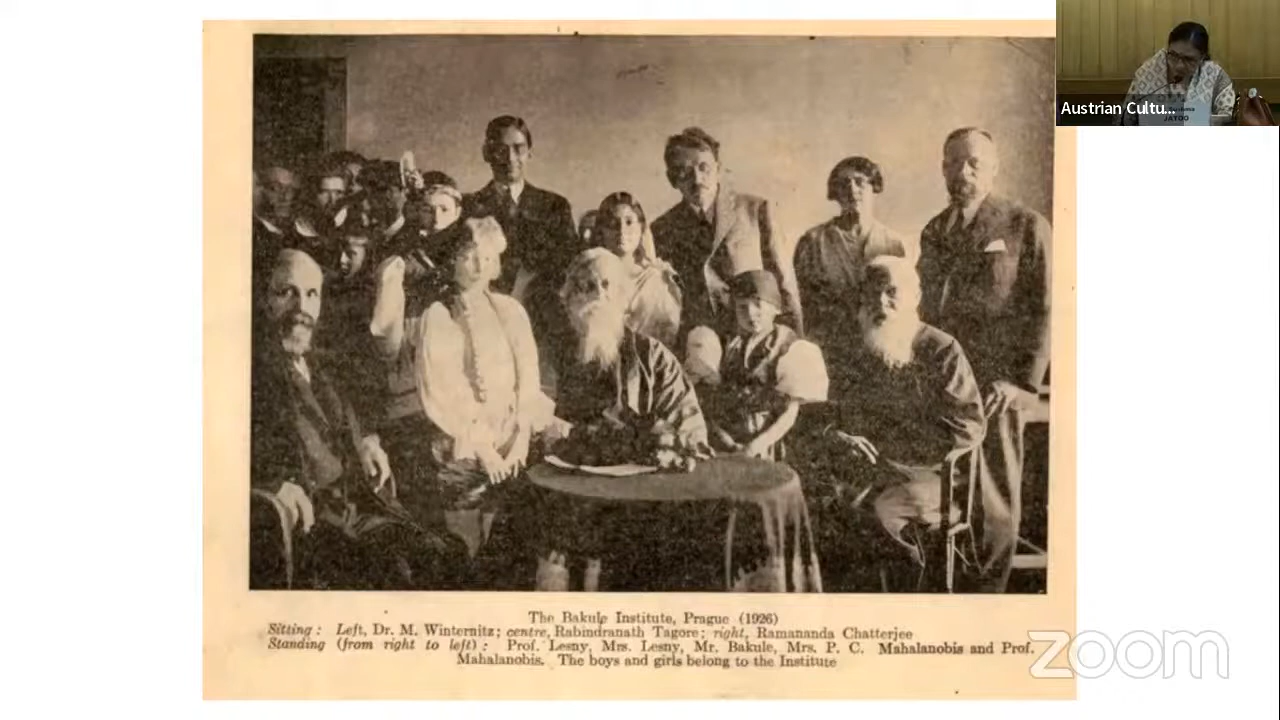 Austrian Cultu...
JAYOO
The Bakule Institute, Prague (1926)
Sitting : Left, Dr. M. Winternitz; centre, Rabindranath Tagore; right, Ramananda Chatterjee
Standing (from right to left) : Prof. Lesny, Mrs. Lesny, Mr. Bakule, Mrs. P. C. Mahalanobis and Prof.
Mahalanobis. The boys and girls belong to the Institute
zoom